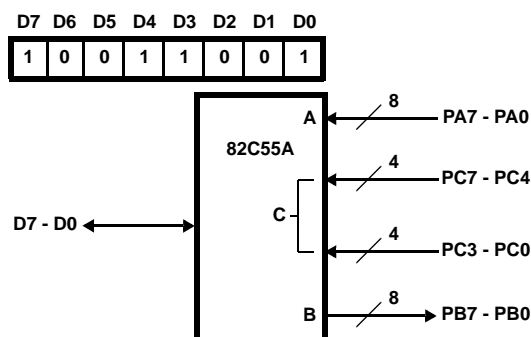 D7 D6 D5 D4 D3 D2 D1 D0
1 0 0 1 1 0 0 1
8
A PA7 - PA0
82C55A
4
PC7 - PC4
C
D7 - D0
4
PC3 - PC0
8
B PB7 - PB0